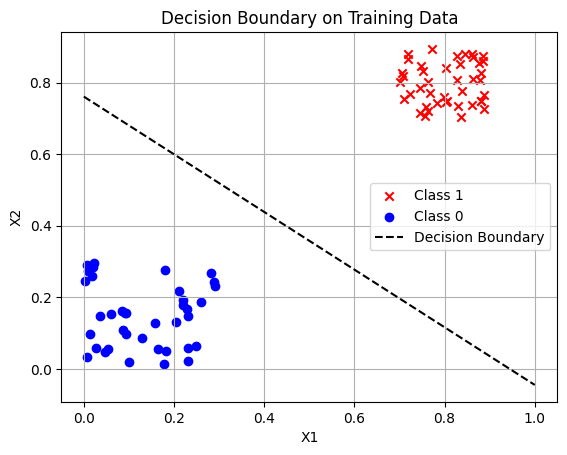 Decision Boundary on Training Data
X2
0.8
0.6
0.4
0.2
0.0
Class 1
Class 0
Decision Boundary
0.0 0.2 0.4 0.6 0.8 1.0
X1